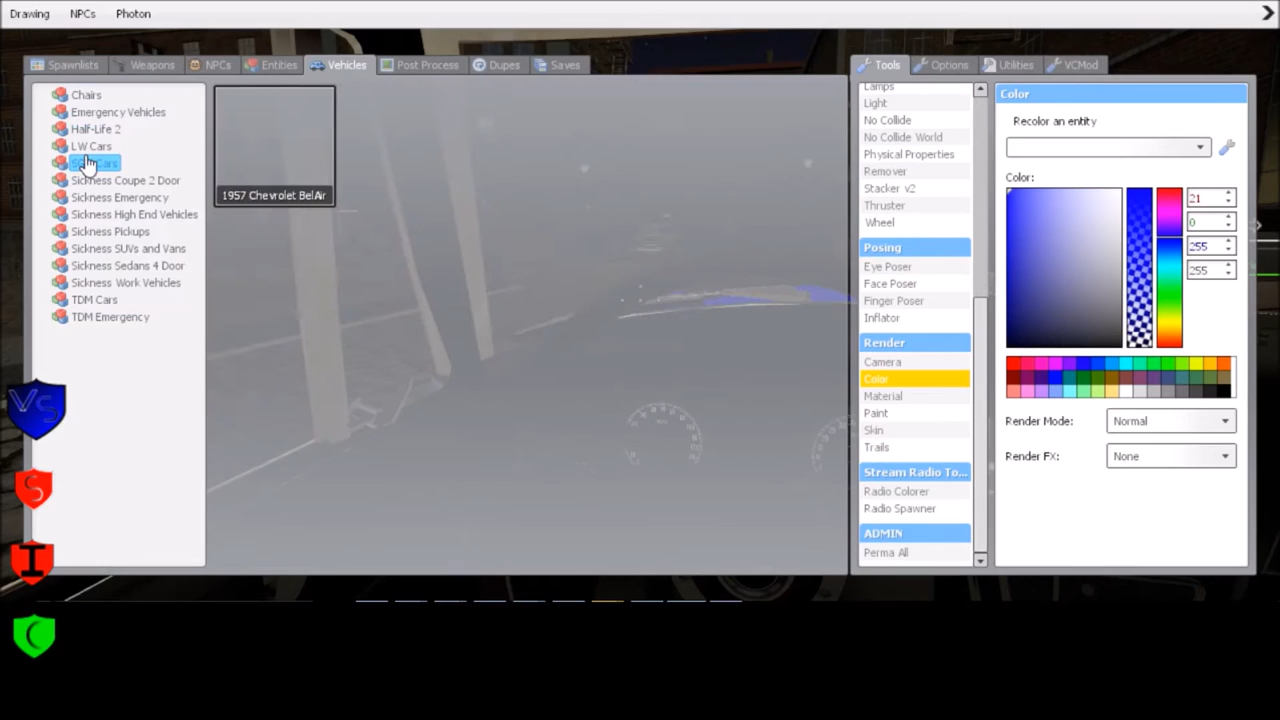 Drawing NPCs Photon
Spawnlists Weapons NPCs Entities Vehicles Post Process Dupes Saves
Chairs
Emergency Vehicles
Half-Life 2
LW Cars
Cars
Sickness Coupe 2 Door
Sickness Emergency
Sickness High End Vehicles
Sickness Pickups
Sickness SUVs and Vans
Sickness Sedans 4 Door
Sickness Work Vehicles
TDM Cars
TDM Emergency
1957 Chevrolet BelAir
VS
S
I
C
Tools Options Utilities VCMod
Lamps
Light
No Collide
No Collide World
Physical Properties
Remover
Stacker v2
Thruster
Wheel
Posing
Eye Poser
Face Poser
Finger Poser
Inflator
Render
Camera
Color
Material
Paint
Skin
Trails
Stream Radio To...
Radio Colorer
Radio Spawner
ADMIN
Perma All
Color
Recolor an entity
Color:
21
0
255
255
Render Mode: Normal
Render FX: None